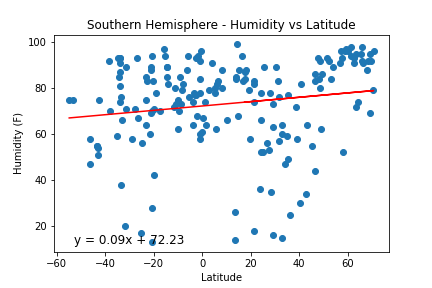 Southern Hemisphere - Humidity vs Latitude
100
80
60
40
20
Humidity (F)
y = 0.09x + 72.23
−60 −40 −20 0 20 40 60
Latitude